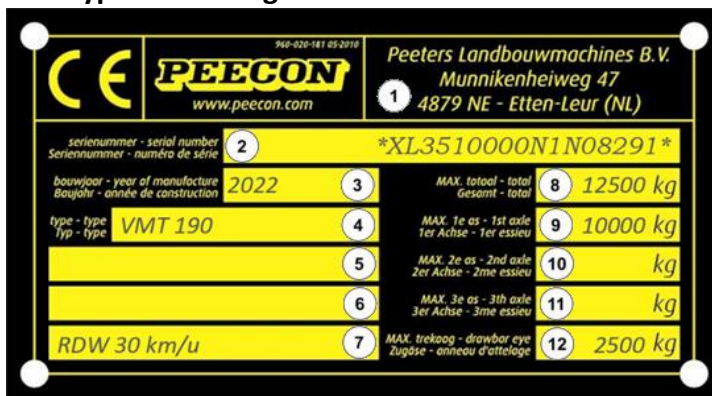 960-020-181 05-2010
CE
PEECON
www.peecon.com
Peeters Landbouwmachines B.V.
Munnikenheiweg 47
1 4879 NE - Etten-Leur (NL)
serienummer - serial number
Seriennummer - numéro de série
2 *XL3510000N1N08291*
bouwjaar - year of manufacture
Baujahr - année de construction
2022 3
type - type
Typ - type
VMT 190 4
5
6
RDW 30 km/u 7
MAX. totaal - total
Gesamt - total
8 12500 kg
MAX. 1e as - 1st axle
1er Achse - 1er essieu
9 10000 kg
MAX. 2e as - 2nd axle
2er Achse - 2me essieu
10 kg
MAX. 3e as - 3th axle
3er Achse - 3me essieu
11 kg
MAX. trekoog - drawbar eye
Zugöse - anneau d'attelage
12 2500 kg